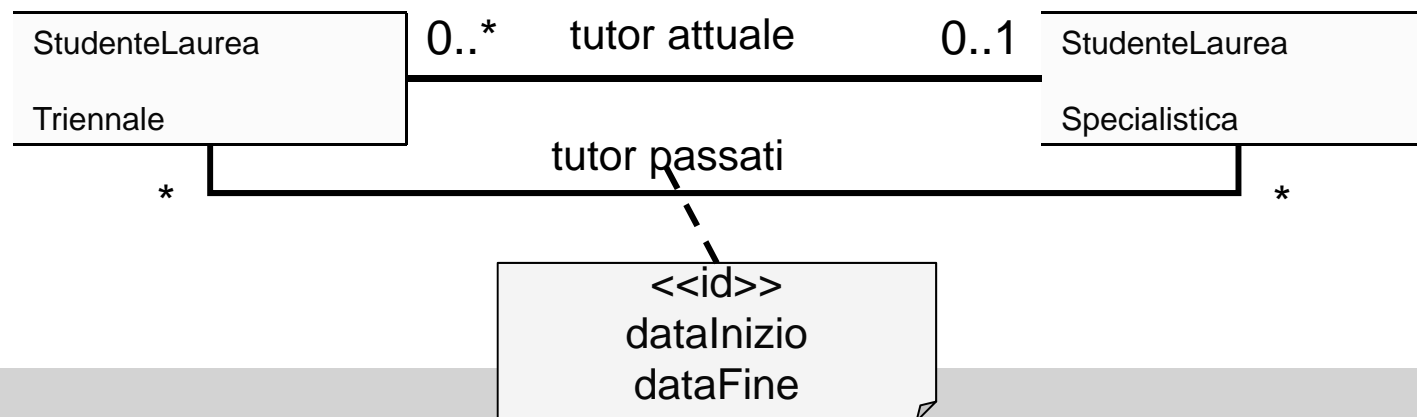 StudenteLaurea
Triennale
0..* tutor attuale 0..1
StudenteLaurea
Specialistica
tutor passati
* *
<<id>>
dataInizio
dataFine